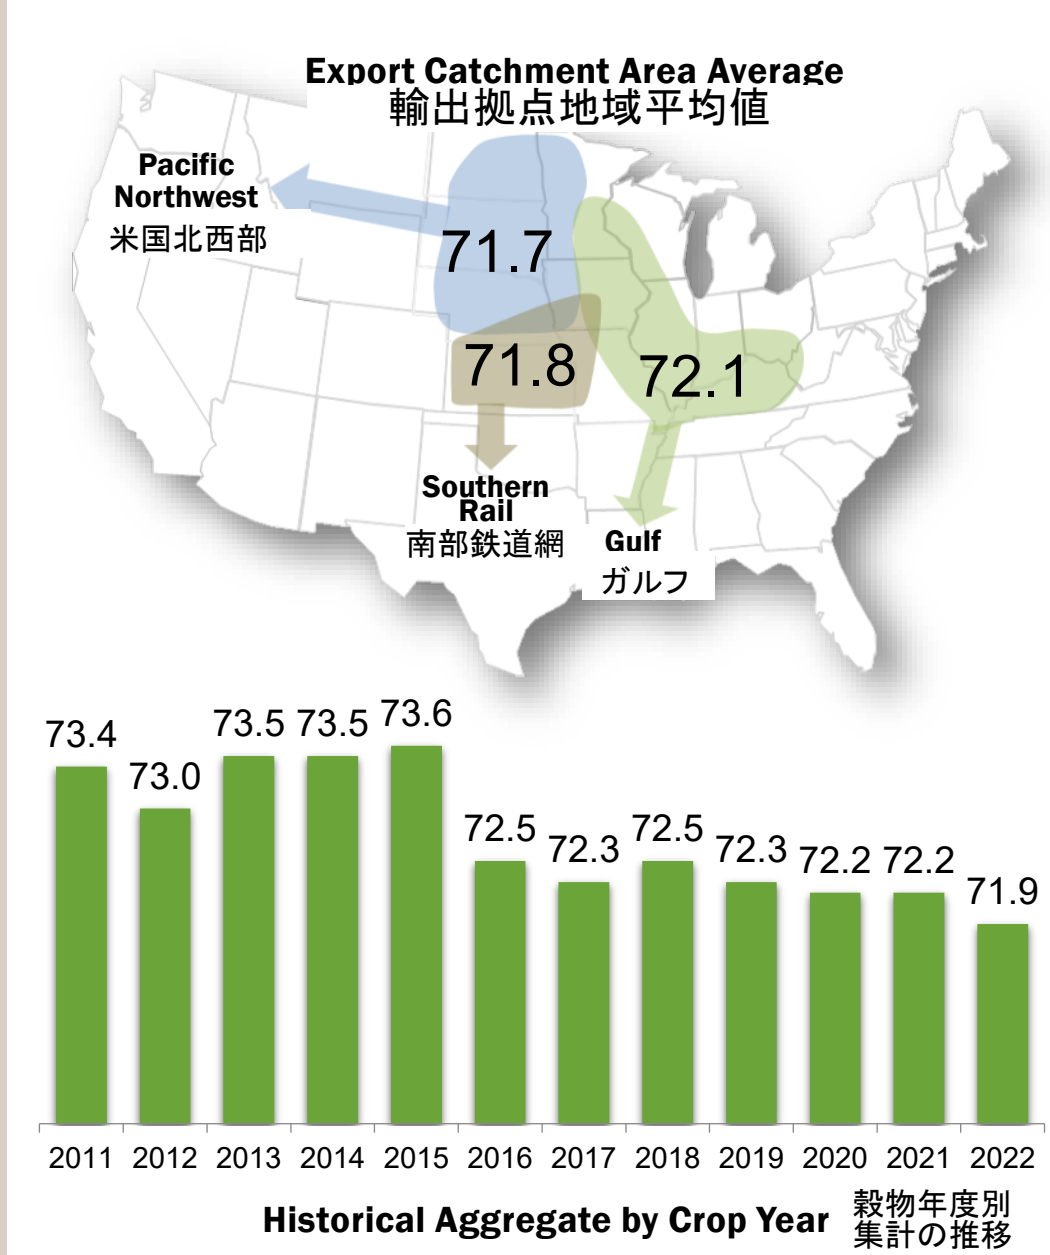 Export Catchment Area Average
輸出拠点地域平均値
Pacific
Northwest
米国北西部
71.7
71.8
72.1
Southern
Rail
南部鉄道網
Gulf
ガルフ
73.4
73.0
73.5
73.5
73.6
72.5
72.3
72.5
72.3
72.2
72.2
71.9
2011 2012 2013 2014 2015 2016 2017 2018 2019 2020 2021 2022
Historical Aggregate by Crop Year
穀物年度別
集計の推移